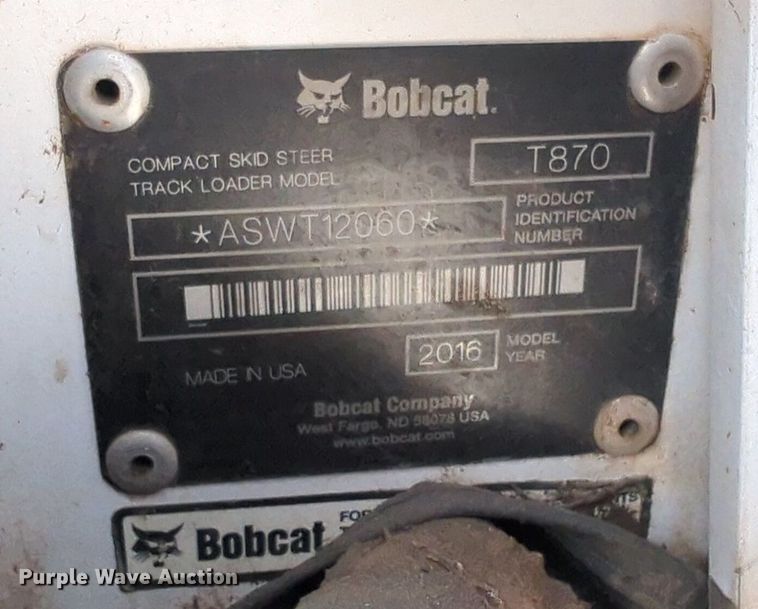 Bobcat.
COMPACT SKID STEER
TRACK LOADER MODEL
T870
*ASWT12060*
PRODUCT
IDENTIFICATION
NUMBER
2016
MODEL
YEAR
MADE IN USA
Bobcat Company
West Fargo, ND 58078 USA
www.bobcat.com
Bobcat
Purple Wave Auction